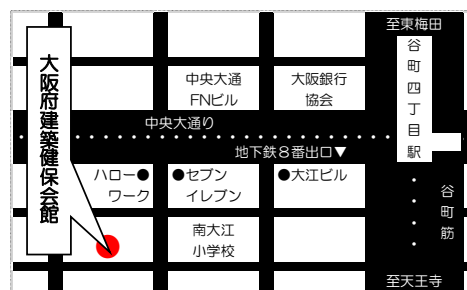 至東梅田
谷町四丁目駅
大阪府建築健保会館
中央大通
FNビル
大阪銀行
協会
中央大通り
地下鉄8番出口▼
ハロー●
ワーク
●セブン
イレブン
●大江ビル
谷町筋
南大江
小学校
至天王寺